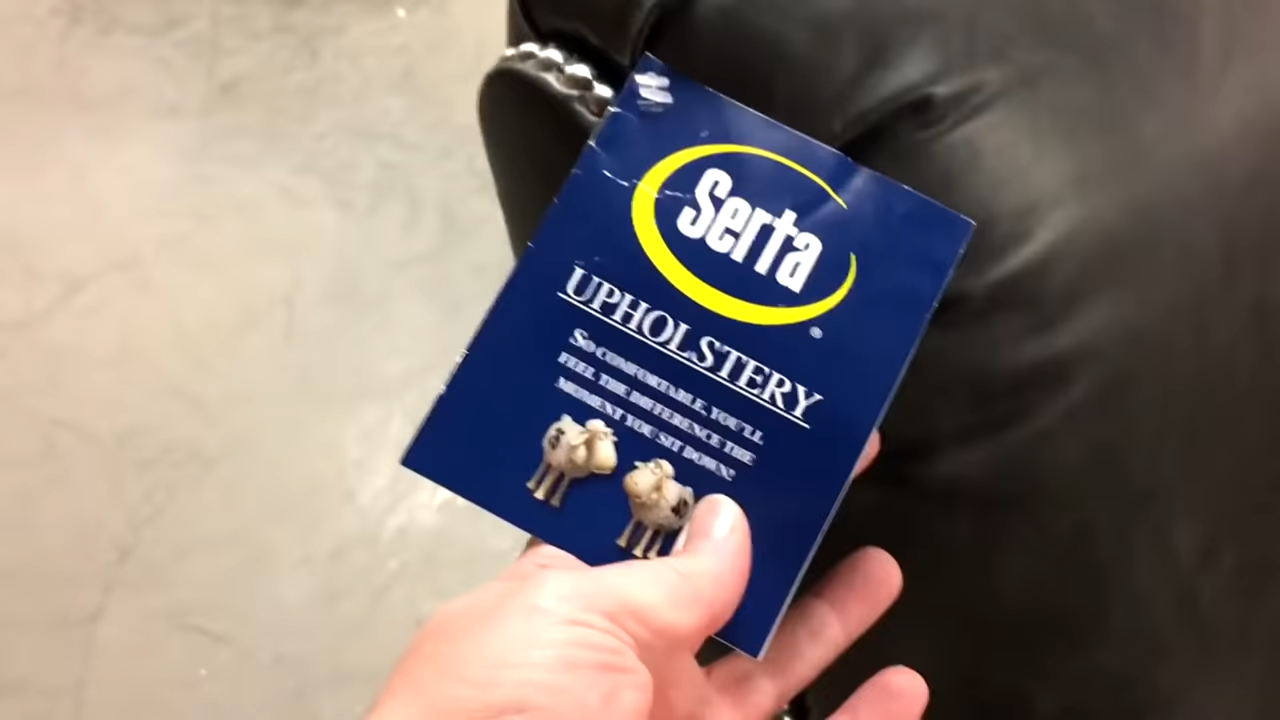 Serta
®
UPHOLSTERY
SO COMFORTABLE, YOU'LL
FEEL THE DIFFERENCE THE
MOMENT YOU SIT DOWN!